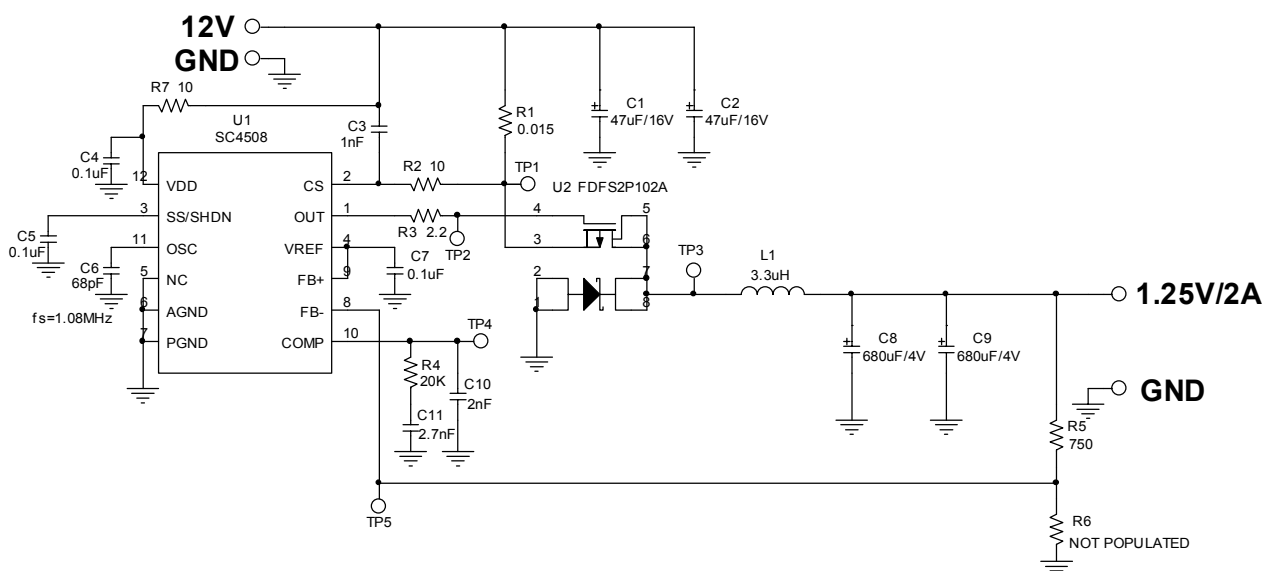 12V
GND
R7 10
U1
SC4508
C3
1nF
R1
0.015
C1
47uF/16V
C2
47uF/16V
C4
0.1uF
12
VDD
CS
2
R2 10
TP1
U2 FDFS2P102A
3
SS/SHDN
OUT
1
R3 2.2
TP2
4
5
C5
0.1uF
11
OSC
VREF
4
3
6
C6
68pF
C7
0.1uF
5
NC
FB+
9
2
7
TP3
L1
3.3uH
1.25V/2A
fs=1.08MHz
6
AGND
FB-
8
1
8
7
PGND
COMP
10
TP4
C8
680uF/4V
C9
680uF/4V
R4
20K
C10
2nF
GND
C11
2.7nF
R5
750
TP5
R6
NOT POPULATED